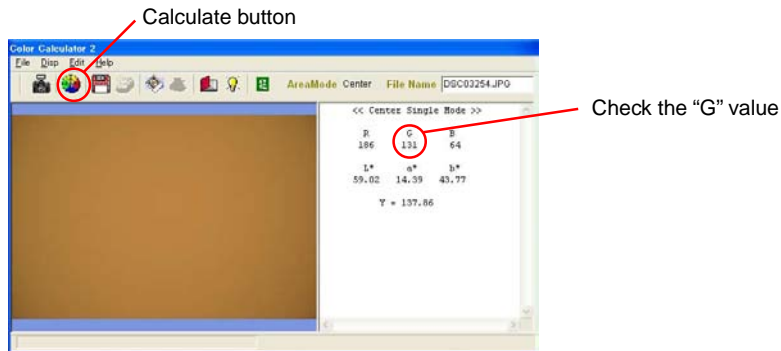 Calculate button
Color Calculator 2
File Disp Edit Help
AreaMode Center File Name DSC03254.JPG
<< Center Single Mode >>
R G B
186 131 64
L* a* b*
59.02 14.39 43.77
Y = 137.86
Check the “G” value